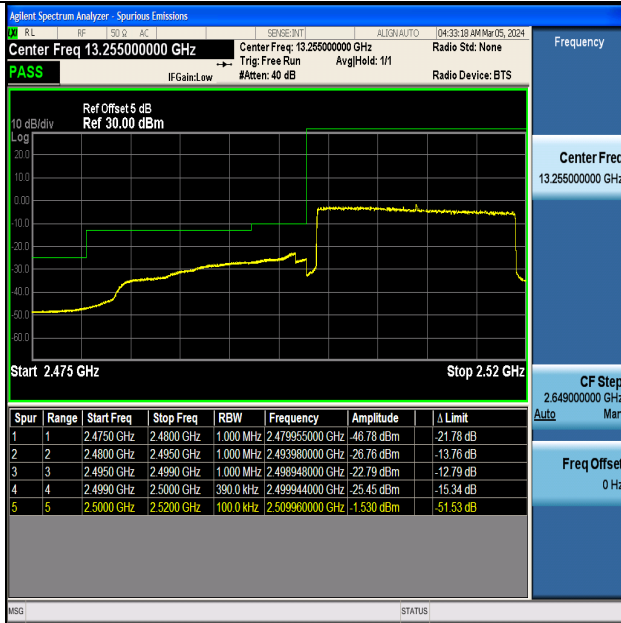 Agilent Spectrum Analyzer - Spurious Emissions
RL RF 50 Ω AC SENSE:INT ALIGN AUTO 04:33:18 AM Mar 05, 2024
Center Freq 13.255000000 GHz
Center Freq: 13.255000000 GHz
Radio Std: None
Trig: Free Run Avg|Hold: 1/1
PASS
IFGain:Low
#Atten: 40 dB
Radio Device: BTS
Frequency
Ref Offset 5 dB
10 dB/div Ref 30.00 dBm
Log
20.0
10.0
0.00
-10.0
-20.0
-30.0
-40.0
-50.0
-60.0
Start 2.475 GHz Stop 2.52 GHz
Center Freq
13.255000000 GHz
CF Step
2.649000000 GHz
Auto Man
Freq Offset
0 Hz
Spur Range Start Freq Stop Freq RBW Frequency Amplitude Δ Limit
1 1 2.4750 GHz 2.4800 GHz 1.000 MHz 2.479955000 GHz -46.78 dBm -21.78 dB
2 2 2.4800 GHz 2.4950 GHz 1.000 MHz 2.493980000 GHz -26.76 dBm -13.76 dB
3 3 2.4950 GHz 2.4990 GHz 1.000 MHz 2.498948000 GHz -22.79 dBm -12.79 dB
4 4 2.4990 GHz 2.5000 GHz 390.0 kHz 2.499944000 GHz -25.45 dBm -15.34 dB
5 5 2.5000 GHz 2.5200 GHz 100.0 kHz 2.509960000 GHz -1.530 dBm -51.53 dB
MSG STATUS